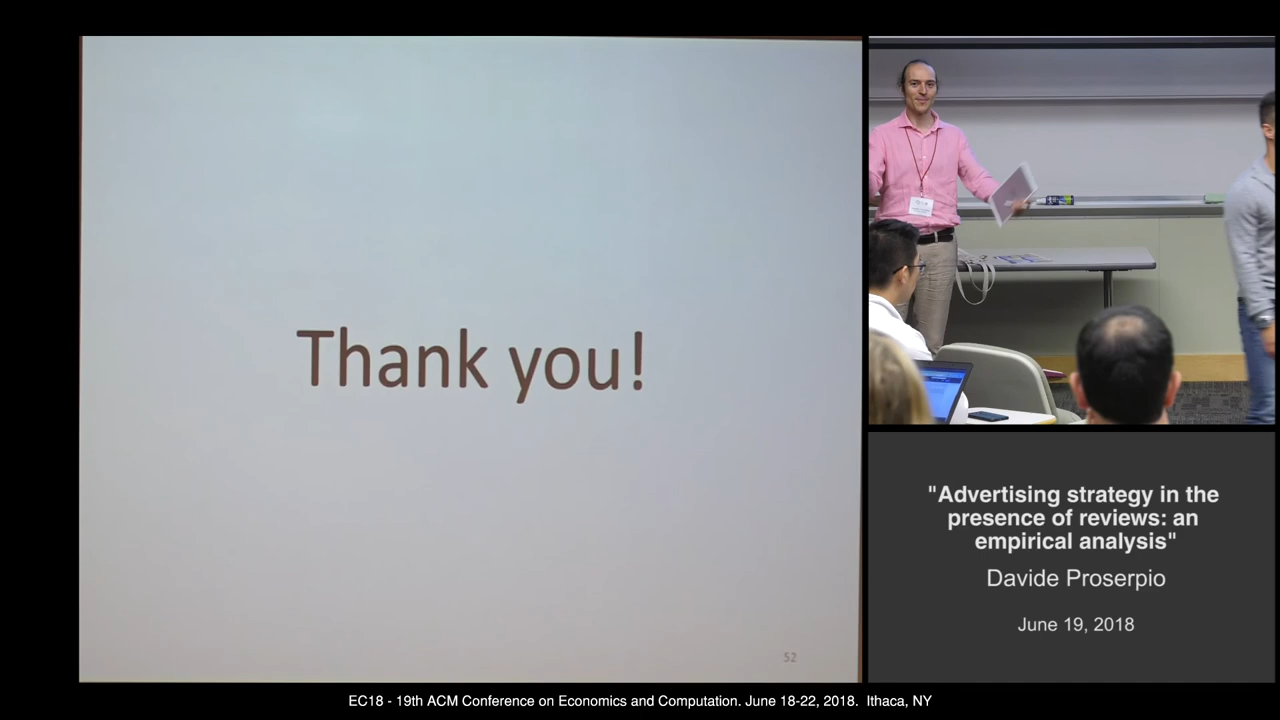 Thank you!
52
"Advertising strategy in the
presence of reviews: an
empirical analysis"
Davide Proserpio
June 19, 2018
EC18 - 19th ACM Conference on Economics and Computation. June 18-22, 2018. Ithaca, NY